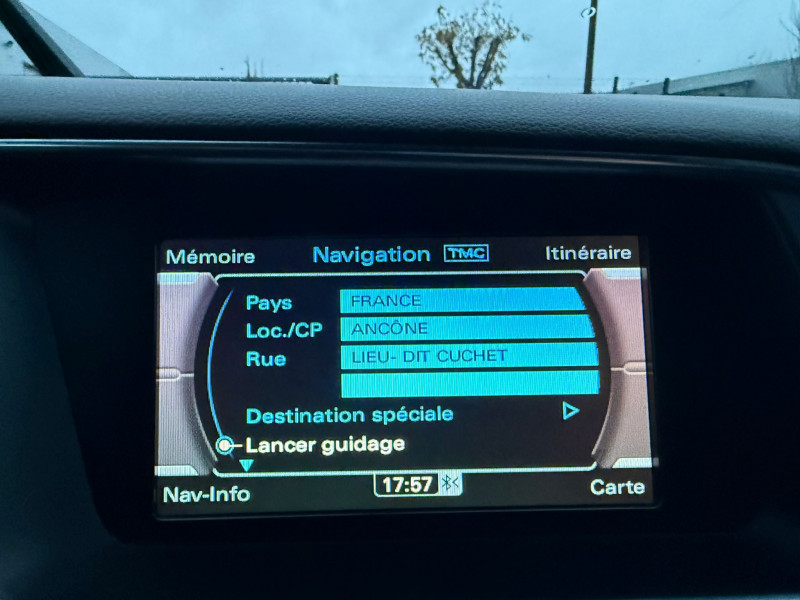 Mémoire Navigation TMC Itinéraire
Pays FRANCE
Loc./CP ANCÔNE
Rue LIEU- DIT CUCHET
Destination spéciale
Lancer guidage
Nav-Info 17:57 Carte